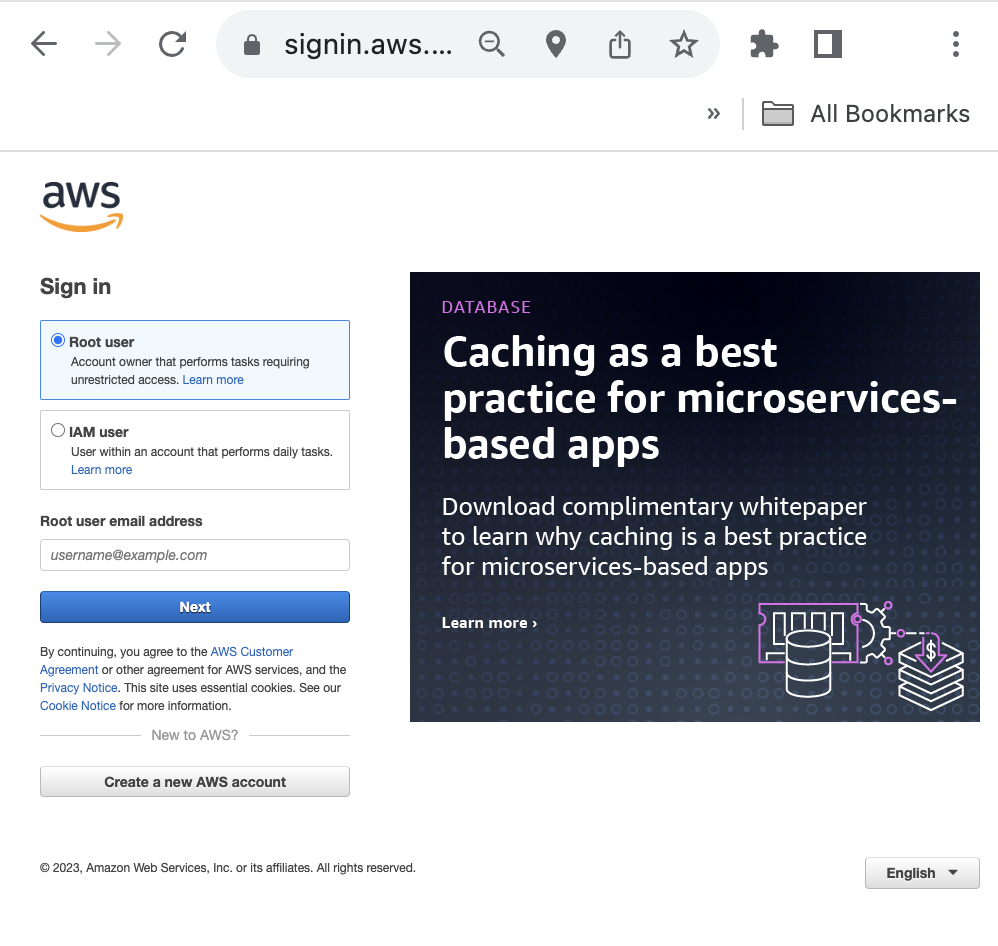 signin.aws....
»
All Bookmarks
aws
Sign in
Root user
Account owner that performs tasks requiring
unrestricted access. Learn more
IAM user
User within an account that performs daily tasks.
Learn more
Root user email address
username@example.com
Next
By continuing, you agree to the AWS Customer
Agreement or other agreement for AWS services, and the
Privacy Notice. This site uses essential cookies. See our
Cookie Notice for more information.
New to AWS?
Create a new AWS account
DATABASE
Caching as a best
practice for microservices-
based apps
Download complimentary whitepaper
to learn why caching is a best practice
for microservices-based apps
Learn more ›
$
© 2023, Amazon Web Services, Inc. or its affiliates. All rights reserved.
English